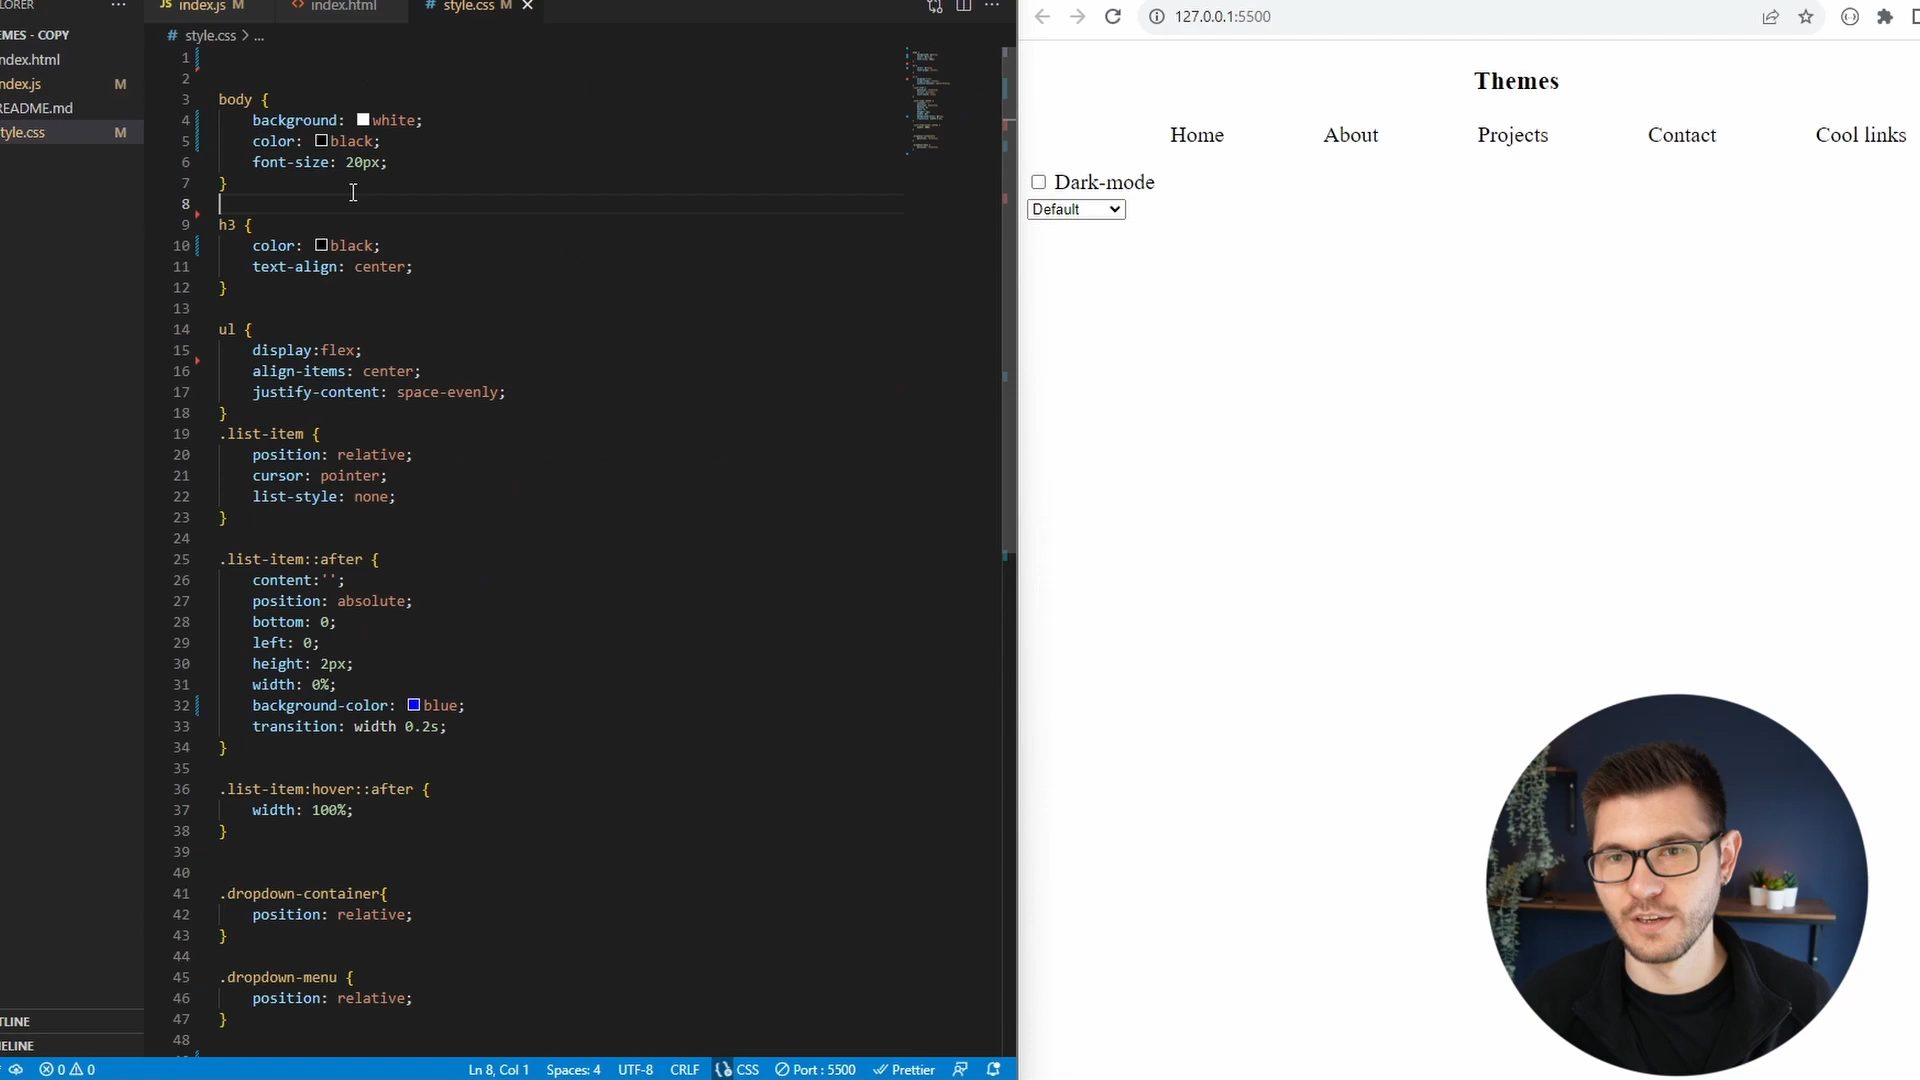 LORER ...
EMES - COPY
ndex.html
ndex.js M
README.md
tyle.css M
TLINE
MELINE
JS index.js M <> index.html # style.css M ✕ ...
# style.css > ...
1
2
3 body {
4 background: white;
5 color: black;
6 font-size: 20px;
7 }
8
9 h3 {
10 color: black;
11 text-align: center;
12 }
13
14 ul {
15 display:flex;
16 align-items: center;
17 justify-content: space-evenly;
18 }
19 .list-item {
20 position: relative;
21 cursor: pointer;
22 list-style: none;
23 }
24
25 .list-item::after {
26 content:'';
27 position: absolute;
28 bottom: 0;
29 left: 0;
30 height: 2px;
31 width: 0%;
32 background-color: blue;
33 transition: width 0.2s;
34 }
35
36 .list-item:hover::after {
37 width: 100%;
38 }
39
40
41 .dropdown-container{
42 position: relative;
43 }
44
45 .dropdown-menu {
46 position: relative;
47 }
48
0 0 Ln 8, Col 1 Spaces: 4 UTF-8 CRLF CSS Port : 5500 Prettier
127.0.0.1:5500
Themes
Home About Projects Contact Cool links
Dark-mode
Default